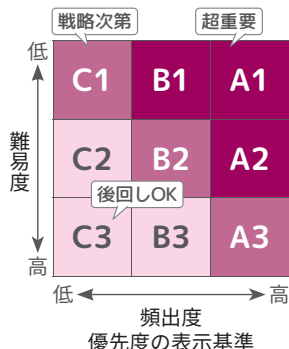 戦略次第
超重要
低
C1 B1 A1
難易度
C2 B2 A2
後回しOK
C3 B3 A3
高
低 高
頻出度
優先度の表示基準